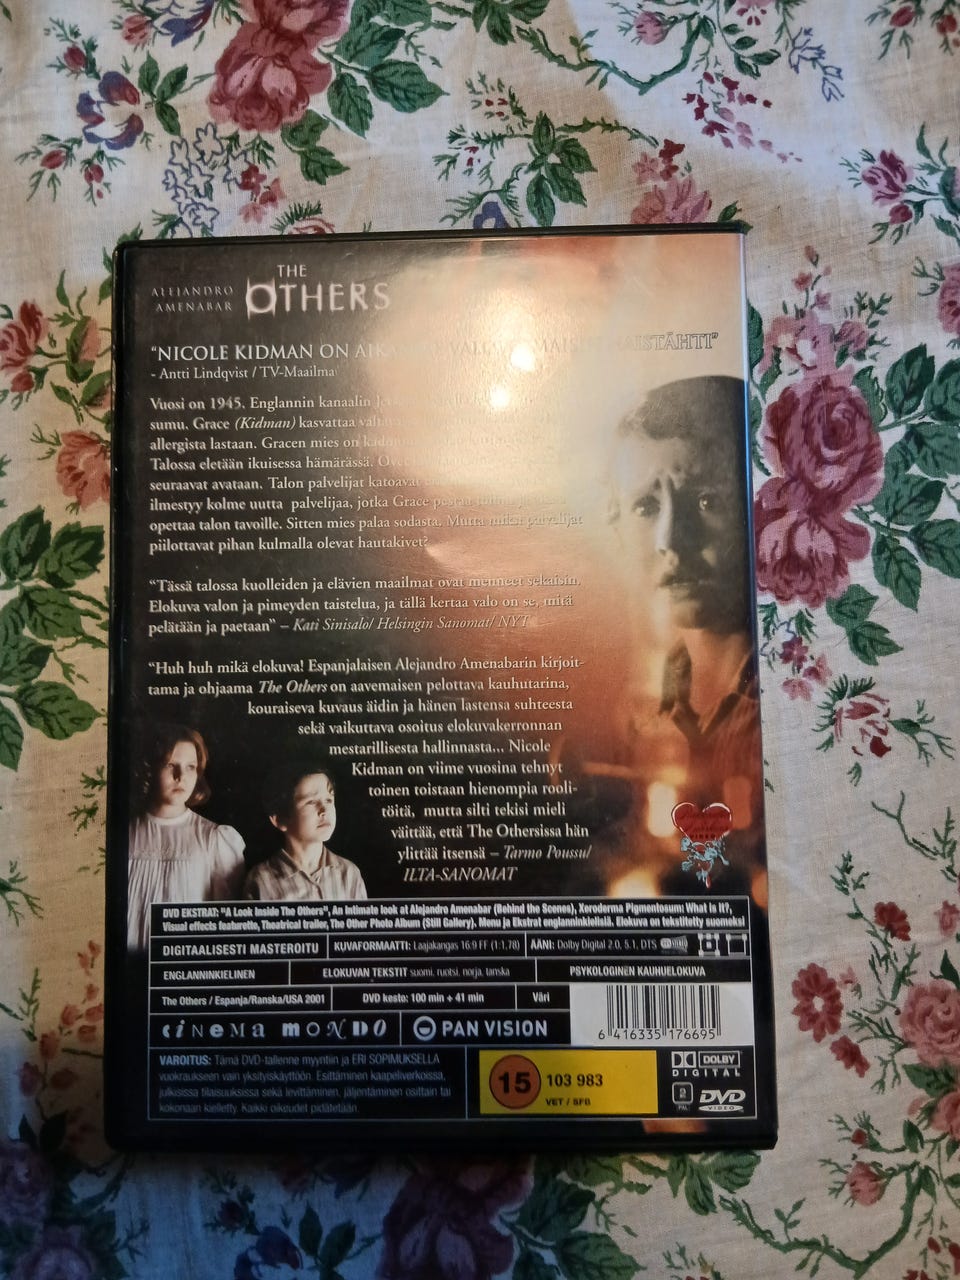 ALEJANDRO
AMENABAR
THE
OTHERS
"NICOLE KIDMAN ON
- Antti Lindqvist / TV-Maailma
Vuosi on 1945. Englannin kanaalin
sumu. Grace (Kidman) kasvattaa
allergista lastaan. Gracen mies on
Talossa eletään ikuisessa hämärässä.
seuraavat avataan. Talon palvelijat katoavat
ilmestyy kolme uutta palvelijaa, jotka Grace
opettaa talon tavoille. Sitten mies palaa sodasta. Mutta miksi palvelijat
piilottavat pihan kulmalla olevat hautakivet?
"Tässä talossa kuolleiden ja elävien maailmat ovat menneet sekaisin.
Elokuva valon ja pimeyden taistelua, ja tällä kertaa valo on se, mitä
pelätään ja paetaan" – Kati Sinisalo/ Helsingin Sanomat/ NYT
"Huh huh mikä elokuva! Espanjalaisen Alejandro Amenabarin kirjoit-
tama ja ohjaama The Others on aavemaisen pelottava kauhutarina,
kouraiseva kuvaus äidin ja hänen lastensa suhteesta
sekä vaikuttava osoitus elokuvakerronnan
mestarillisesta hallinnasta... Nicole
Kidman on viime vuosina tehnyt
toinen toistaan hienompia rooli-
töitä, mutta silti tekisi mieli
väittää, että The Othersissa hän
ylittää itsensä – Tarmo Poussu/
ILTA-SANOMAT
DVD EKSTRAT: "A Look Inside The Others", An Intimate look at Alejandro Amenabar (Behind the Scenes), Xeroderma Pigmentosum: What is It?,
Visual effects featurette, Theatrical trailer, The Other Photo Album (Still Gallery). Menu ja Ekstrat englanninkielisiä. Elokuva on tekstitetty suomeksi
DIGITAALISESTI MASTEROITU KUVAFORMAATTI: Laajakangas 16:9 FF (1:1.78) ÄÄNI: Dolby Digital 2.0, 5.1, DTS
ENGLANNINKIELINEN ELOKUVAN TEKSTIT suomi, ruotsi, norja, tanska PSYKOLOGINEN KAUHUELOKUVA
The Others / Espanja/Ranska/USA 2001 DVD kesto: 100 min + 41 min Väri
CINEMA MONDO PAN VISION
6 416335 176695
VAROITUS: Tämä DVD-tallenne myyntiin ja ERI SOPIMUKSELLA
vuokraukseen vain yksityiskäyttöön. Esittäminen kaapeliverkoissa,
julkisissa tilaisuuksissa sekä levittäminen, jäljentäminen osittain tai
kokonaan kielletty. Kaikki oikeudet pidätetään.
15 103 983
VET / SFB
DOLBY
DIGITAL
2
PAL
DVD
VIDEO